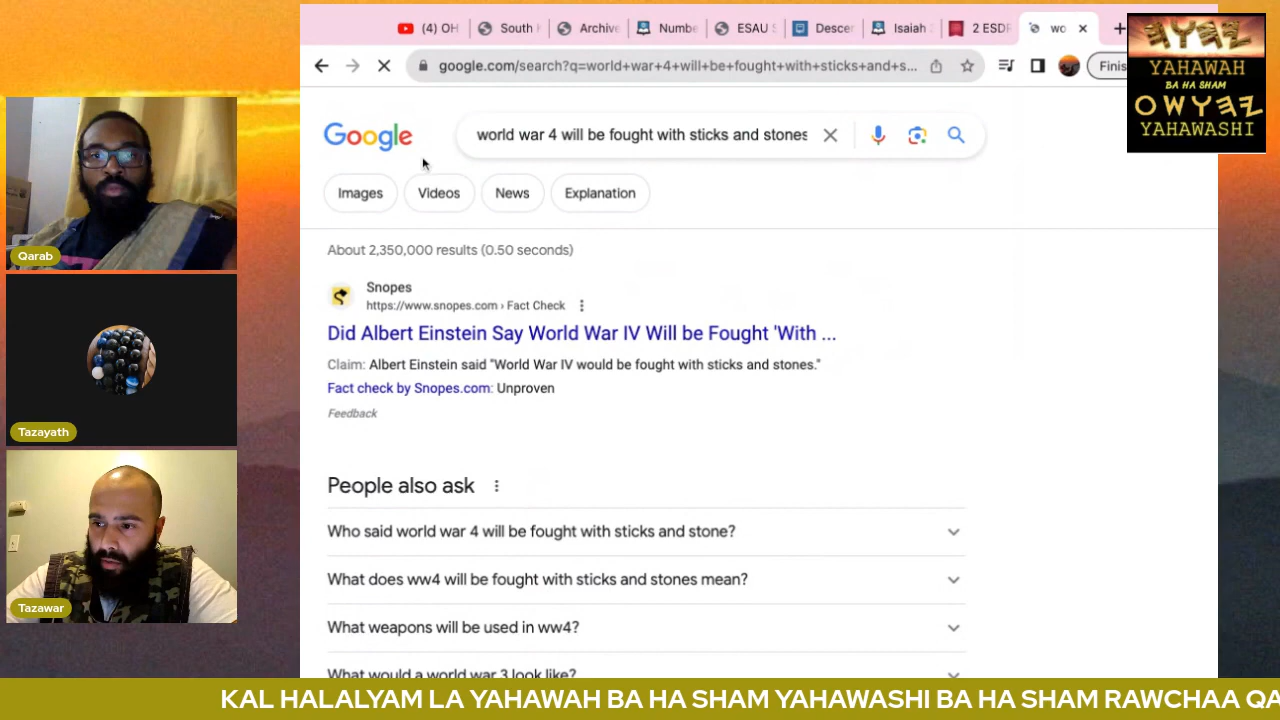 (4) OH
South
Archive
Numbe
ESAU S
Descer
Isaiah
2 ESDR
wo
google.com/search?q=world+war+4+will+be+fought+with+sticks+and+s...
Finis
YAHAWAH
BA HA SHAM
YAHAWASHI
Google
world war 4 will be fought with sticks and stones
Images
Videos
News
Explanation
About 2,350,000 results (0.50 seconds)
Snopes
https://www.snopes.com › Fact Check
Did Albert Einstein Say World War IV Will be Fought 'With ...
Claim: Albert Einstein said "World War IV would be fought with sticks and stones."
Fact check by Snopes.com: Unproven
Feedback
People also ask
Who said world war 4 will be fought with sticks and stone?
What does ww4 will be fought with sticks and stones mean?
What weapons will be used in ww4?
What would a world war 3 look like?
Qarab
Tazayath
Tazawar
KAL HALALYAM LA YAHAWAH BA HA SHAM YAHAWASHI BA HA SHAM RAWCHAA QA